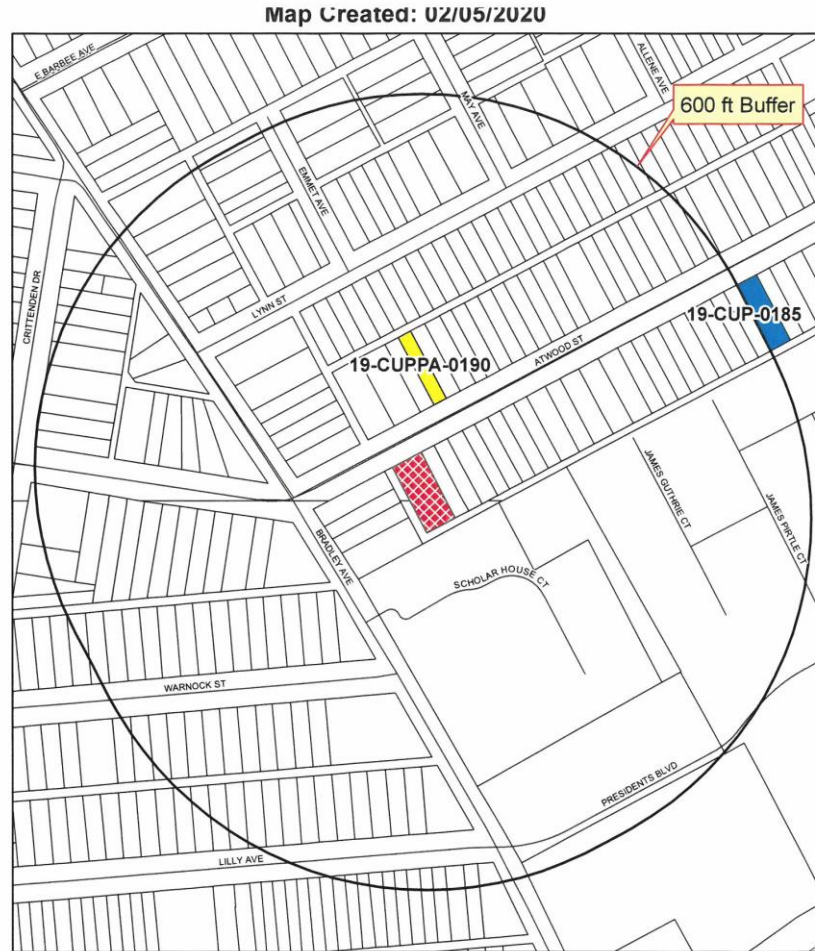 Map Created: 02/05/2020
E BARBEE AVE
ALLENE AVE
MAY AVE
600 ft Buffer
EMMET AVE
CRITTENDEN DR
LYNN ST
19-CUP-0185
19-CUPPA-0190
ATWOOD ST
JAMES GUTHRIE CT
JAMES PIRTLE CT
BRADLEY AVE
SCHOLAR HOUSE CT
WARNOCK ST
PRESIDENTS BLVD
LILLY AVE